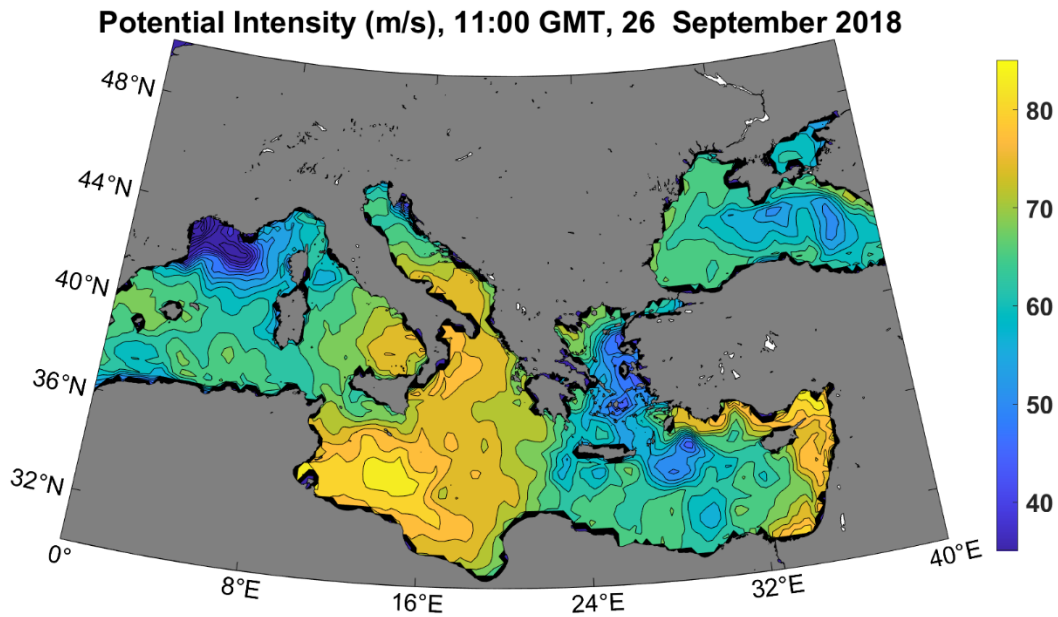 Potential Intensity (m/s), 11:00 GMT, 26  September 2018
48°N
44°N
40°N
36°N
32°N
0°
8°E
16°E
24°E
32°E
40°E
80
70
60
50
40